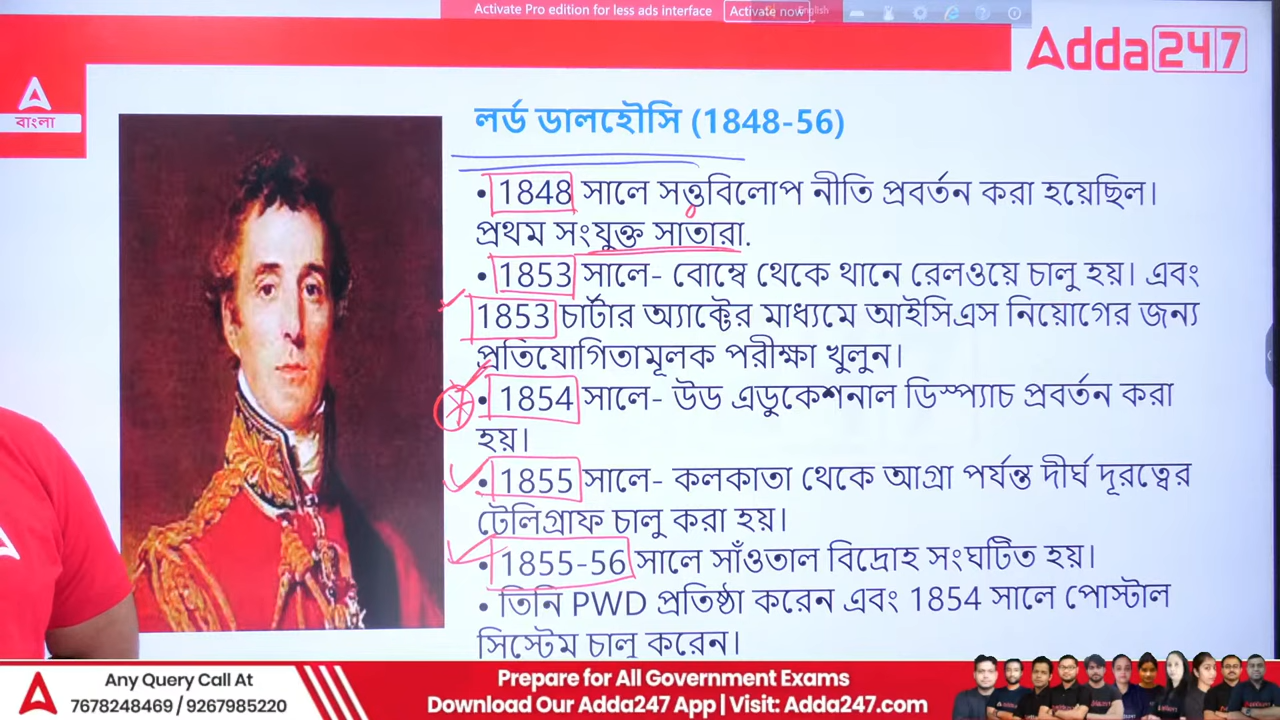 Activate Pro edition for less ads interface
Activate now
English
Adda247
বাংলা
লর্ড ডালহৌসি (1848-56)
• 1848 সালে সত্ত্ববিলোপ নীতি প্রবর্তন করা হয়েছিল।
প্রথম সংযুক্ত সাতারা.
• 1853 সালে- বোম্বে থেকে থানে রেলওয়ে চালু হয়। এবং
1853 চার্টার অ্যাক্টের মাধ্যমে আইসিএস নিয়োগের জন্য
প্রতিযোগিতামূলক পরীক্ষা খুলুন।
• 1854 সালে- উড এডুকেশনাল ডিস্প্যাচ প্রবর্তন করা
হয়।
• 1855 সালে- কলকাতা থেকে আগ্রা পর্যন্ত দীর্ঘ দূরত্বের
টেলিগ্রাফ চালু করা হয়।
• 1855-56 সালে সাঁওতাল বিদ্রোহ সংঘটিত হয়।
• তিনি PWD প্রতিষ্ঠা করেন এবং 1854 সালে পোস্টাল
সিস্টেম চালু করেন।
Any Query Call At
7678248469 / 9267985220
Prepare for All Government Exams
Download Our Adda247 App | Visit: Adda247.com